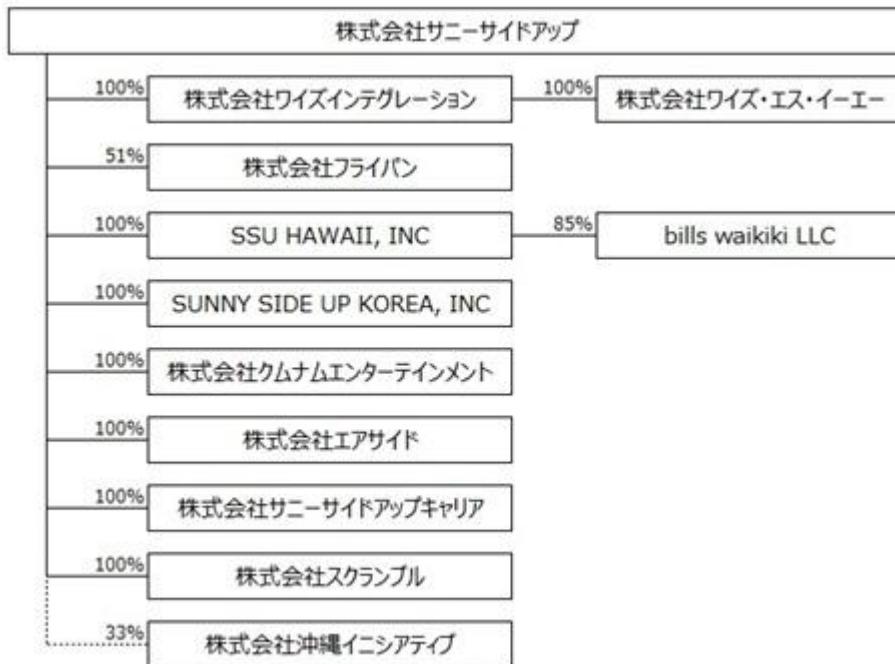 株式会社サニーサイドアップ
100% 株式会社ワイズインテグレーション 100% 株式会社ワイズ・エス・イーエー
51% 株式会社フライパン
100% SSU HAWAII, INC 85% bills waikiki LLC
100% SUNNY SIDE UP KOREA, INC
100% 株式会社クムナムエンターテインメント
100% 株式会社エアサイド
100% 株式会社サニーサイドアップキャリア
100% 株式会社スクランブル
33% 株式会社沖縄イニシアティブ